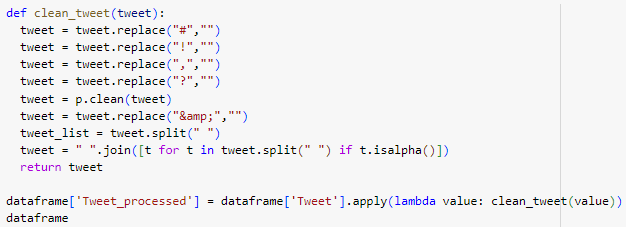 def clean_tweet(tweet):
  tweet = tweet.replace("#","")
  tweet = tweet.replace("!","")
  tweet = tweet.replace(",","")
  tweet = tweet.replace("?","")
  tweet = p.clean(tweet)
  tweet = tweet.replace("&amp;","")
  tweet_list = tweet.split(" ")
  tweet = " ".join([t for t in tweet.split(" ") if t.isalpha()])
  return tweet

dataframe['Tweet_processed'] = dataframe['Tweet'].apply(lambda value: clean_tweet(value))
dataframe